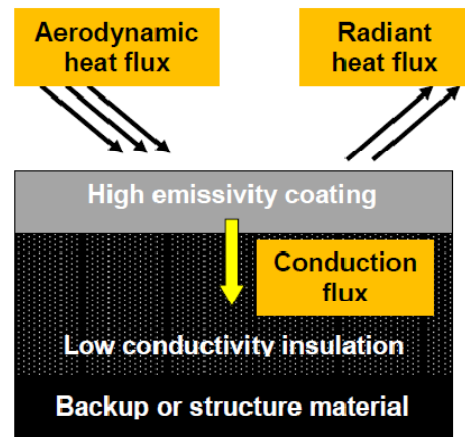 Aerodynamic
heat flux
Radiant
heat flux
High emissivity coating
Conduction
flux
Low conductivity insulation
Backup or structure material